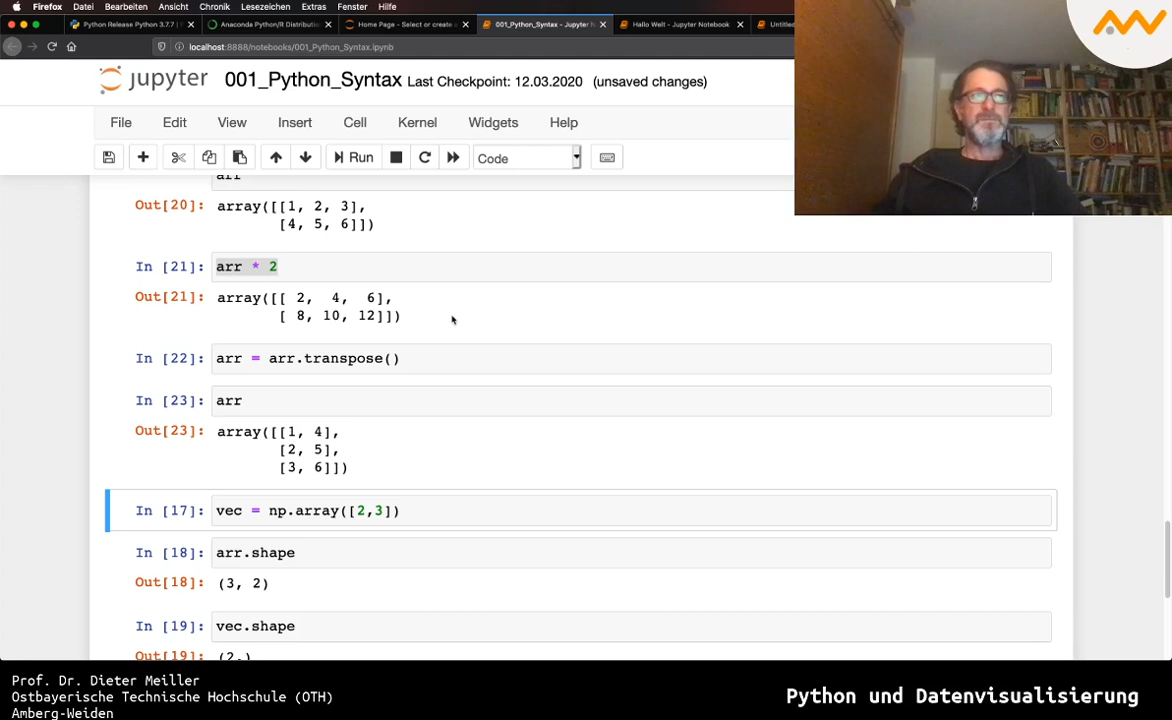 Firefox Datei Bearbeiten Ansicht Chronik Lesezeichen Extras Fenster Hilfe
Python Release Python 3.7.7 Anaconda Python/R Distributi Home Page - Select or create 001_Python_Syntax - Jupyter N Hallo Welt - Jupyter Notebook Untitled
localhost:8888/notebooks/001_Python_Syntax.ipynb
jupyter 001_Python_Syntax Last Checkpoint: 12.03.2020 (unsaved changes)
File Edit View Insert Cell Kernel Widgets Help
Run Code
arr
Out[20]: array([[1, 2, 3],
[4, 5, 6]])
In [21]: arr * 2
Out[21]: array([[ 2, 4, 6],
[ 8, 10, 12]])
In [22]: arr = arr.transpose()
In [23]: arr
Out[23]: array([[1, 4],
[2, 5],
[3, 6]])
In [17]: vec = np.array([2,3])
In [18]: arr.shape
Out[18]: (3, 2)
In [19]: vec.shape
Out[19]: (2,)
Prof. Dr. Dieter Meiller
Ostbayerische Technische Hochschule (OTH)
Amberg-Weiden
Python und Datenvisualisierung